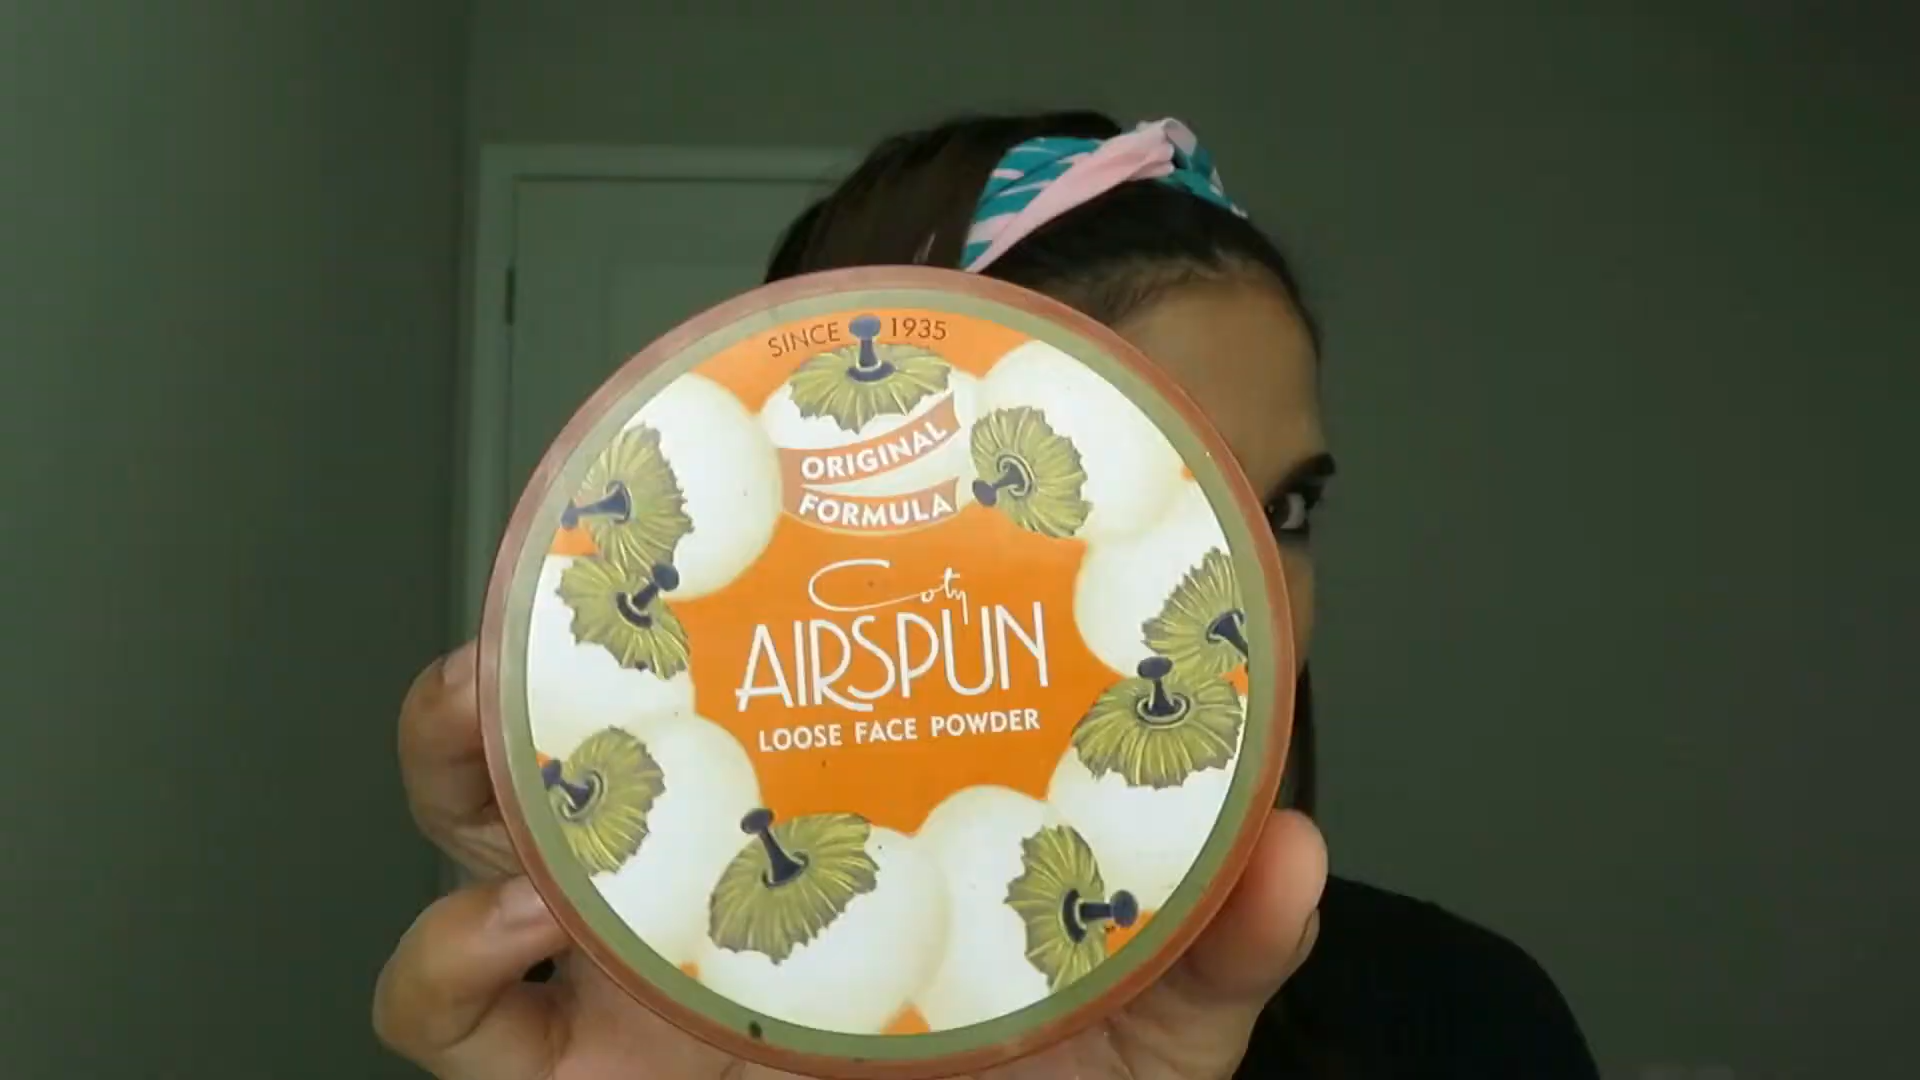 SINCE 1935
ORIGINAL
FORMULA
Coty
AIRSPUN
LOOSE FACE POWDER